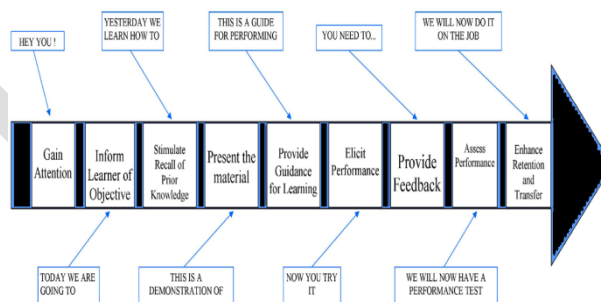 HEY YOU !
YESTERDAY WE
LEARN HOW TO
THIS IS A GUIDE
FOR PERFORMING
YOU NEED TO...
WE WILL NOW DO IT
ON THE JOB
Gain
Attention
Inform
Learner of
Objective
Stimulate
Recall of
Prior
Knowledge
Present the
material
Provide
Guidance
for Learning
Elicit
Performance
Provide
Feedback
Assess
Performance
Enhance
Retention
and
Transfer
TODAY WE ARE
GOING TO
THIS IS A
DEMONSTRATION OF
NOW YOU TRY
IT
WE WILL NOW HAVE A
PERFORMANCE TEST